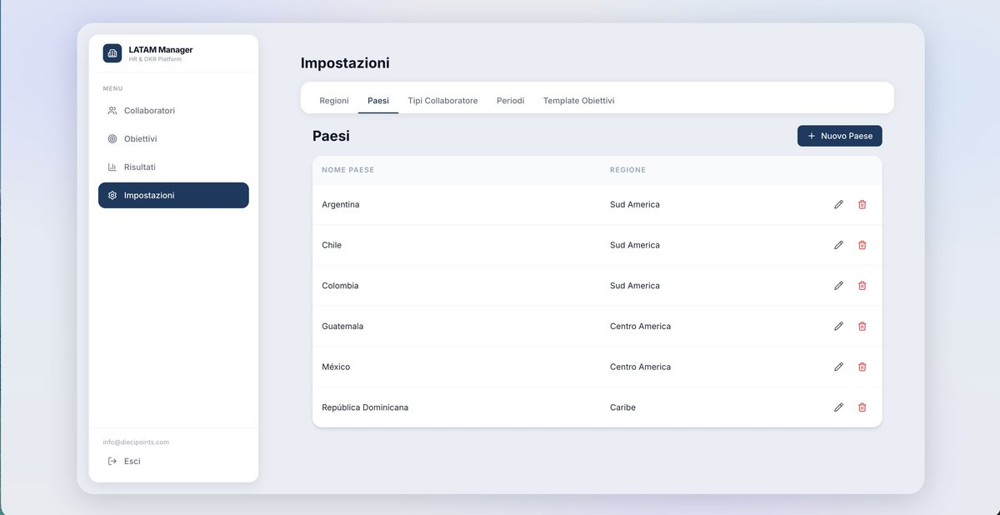 LATAM Manager
HR & OKR Platform
MENU
Collaboratori
Obiettivi
Risultati
Impostazioni
info@diecipoints.com
Esci
Impostazioni
Regioni Paesi Tipi Collaboratore Periodi Template Obiettivi
Paesi
+ Nuovo Paese
NOME PAESE REGIONE
Argentina Sud America
Chile Sud America
Colombia Sud America
Guatemala Centro America
México Centro America
República Dominicana Caribe